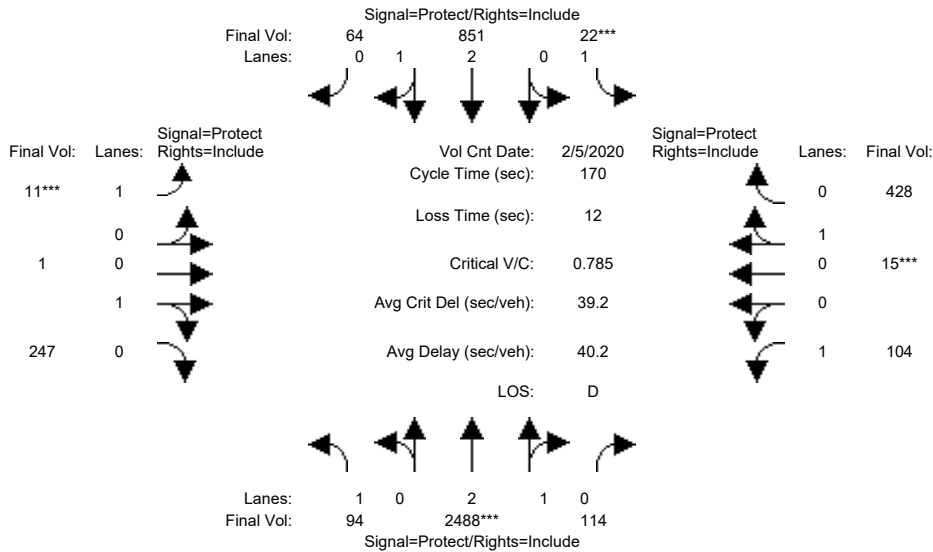 Signal=Protect/Rights=Include
Final Vol: 64 851 22***
Lanes: 0 1 2 0 1
Signal=Protect
Final Vol: Lanes: Rights=Include
Vol Cnt Date: 2/5/2020
Signal=Protect
Rights=Include Lanes: Final Vol:
Cycle Time (sec): 170
11*** 1
0 428
Loss Time (sec): 12
0
1
1 0
Critical V/C: 0.785
0 15***
1
Avg Crit Del (sec/veh): 39.2
0
247 0
Avg Delay (sec/veh): 40.2
1 104
LOS: D
Lanes: 1 0 2 1 0
Final Vol: 94 2488*** 114
Signal=Protect/Rights=Include